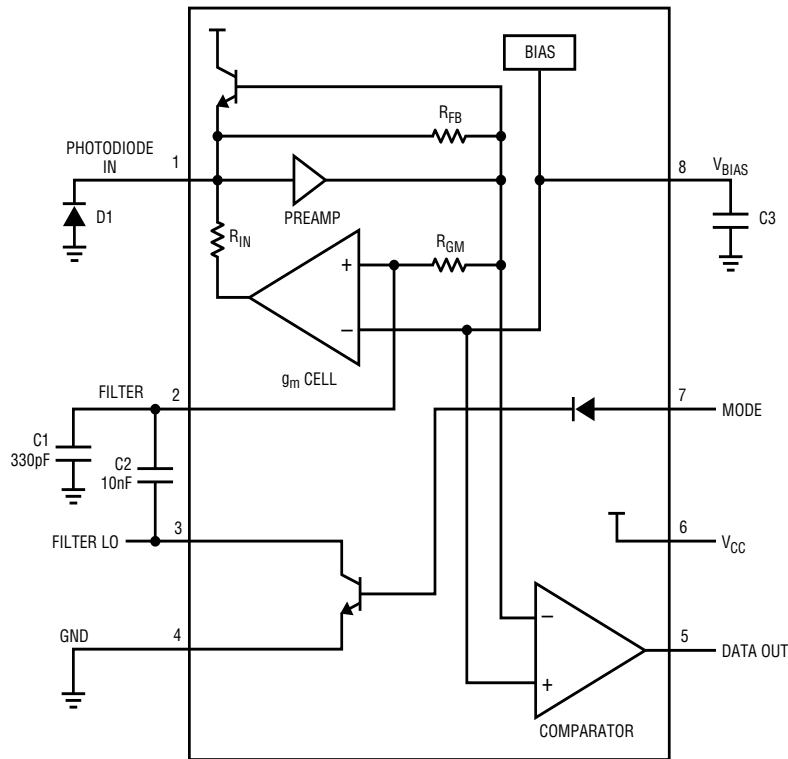 BIAS
R_FB
PHOTODIODE
IN
1
8
V_BIAS
D1
PREAMP
C3
R_IN
R_GM
+
−
g_m CELL
FILTER
2
7
MODE
C1
330pF
C2
10nF
6
V_CC
FILTER LO
3
−
GND
4
5
DATA OUT
+
COMPARATOR